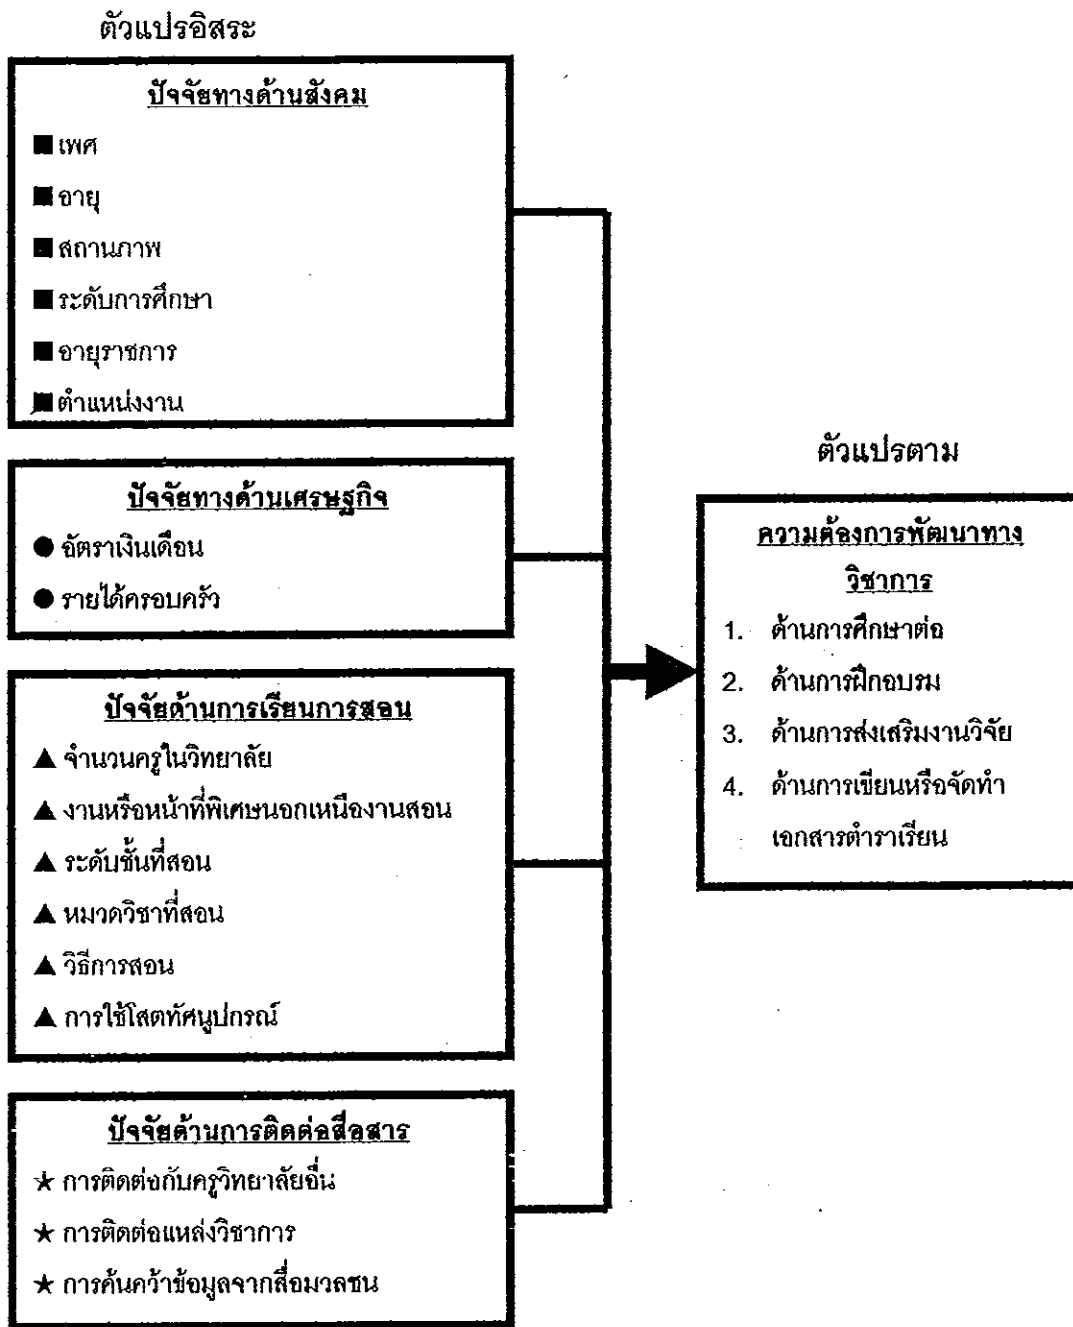 ตัวแปรอิสระ
ปัจจัยทางด้านสังคม
■ เพศ
■ อายุ
■ สถานภาพ
■ ระดับการศึกษา
■ อายุราชการ
■ ตำแหน่งงาน
ปัจจัยทางด้านเศรษฐกิจ
● อัตราเงินเดือน
● รายได้ครอบครัว
ปัจจัยด้านการเรียนการสอน
▲ จำนวนครูในวิทยาลัย
▲ งานหรือหน้าที่พิเศษนอกเหนืองานสอน
▲ ระดับชั้นที่สอน
▲ หมวดวิชาที่สอน
▲ วิธีการสอน
▲ การใช้โสตทัศนูปกรณ์
ปัจจัยด้านการติดต่อสื่อสาร
★ การติดต่อกับครูวิทยาลัยอื่น
★ การติดต่อแหล่งวิชาการ
★ การค้นคว้าข้อมูลจากสื่อมวลชน
ตัวแปรตาม
ความต้องการพัฒนาทาง
วิชาการ
1. ด้านการศึกษาต่อ
2. ด้านการฝึกอบรม
3. ด้านการส่งเสริมงานวิจัย
4. ด้านการเขียนหรือจัดทำ
เอกสารตำราเรียน